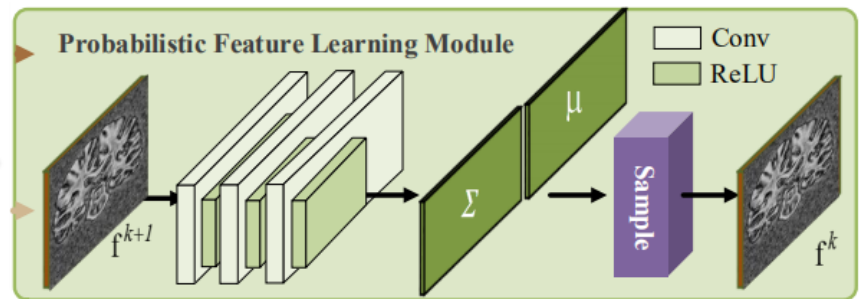 Probabilistic Feature Learning Module
Conv
ReLU
μ
Σ
Sample
f^{k+1}
f^k